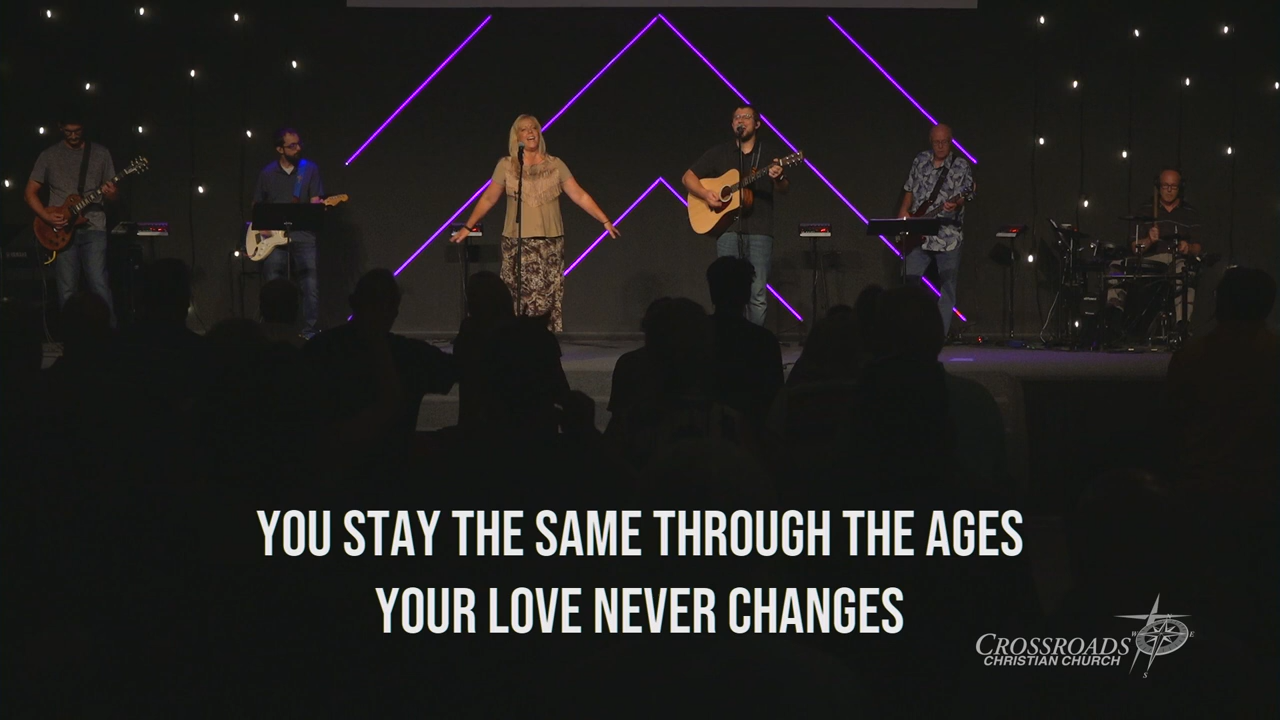 YOU STAY THE SAME THROUGH THE AGES
YOUR LOVE NEVER CHANGES
CROSSROADS
CHRISTIAN CHURCH
W
E
S